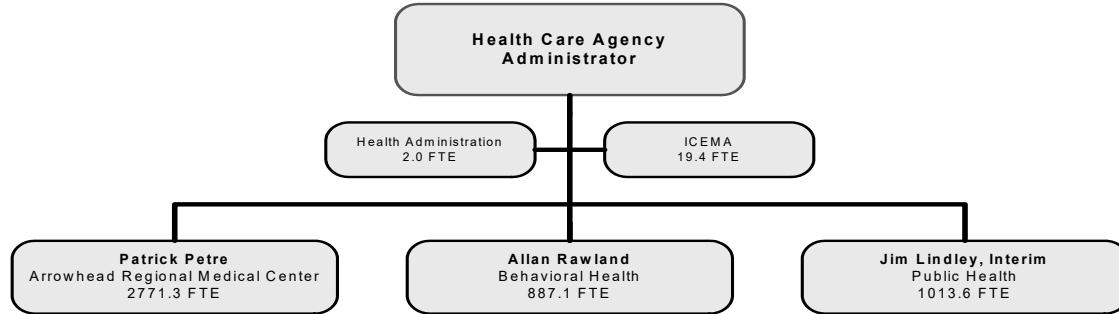 Health Care Agency
Administrator
Health Administration
2.0 FTE
ICEMA
19.4 FTE
Patrick Petre
Arrowhead Regional Medical Center
2771.3 FTE
Allan Rawland
Behavioral Health
887.1 FTE
Jim Lindley, Interim
Public Health
1013.6 FTE